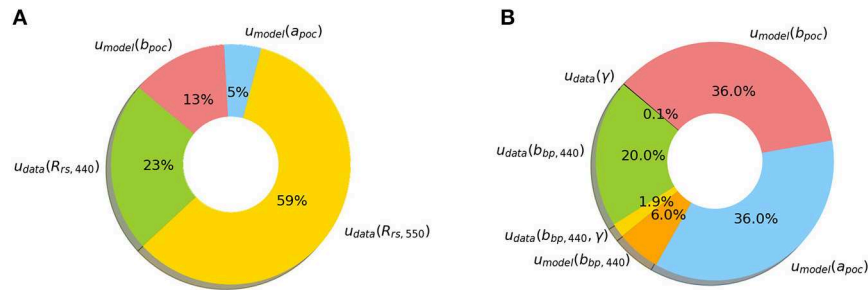 A
u_model(a_poc)
u_model(b_poc)
5%
13%
23%
u_data(R_rs, 440)
59%
u_data(R_rs, 550)
B
u_model(b_poc)
u_data(γ)
36.0%
0.1%
u_data(b_bp, 440)
20.0%
1.9%
6.0%
36.0%
u_data(b_bp, 440, γ)
u_model(b_bp, 440)
u_model(a_poc)